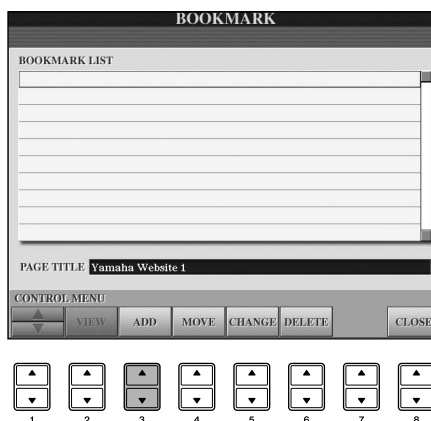 BOOKMARK
BOOKMARK LIST
PAGE TITLE Yamaha Website 1
CONTROL MENU
VIEW ADD MOVE CHANGE DELETE CLOSE
1 2 3 4 5 6 7 8